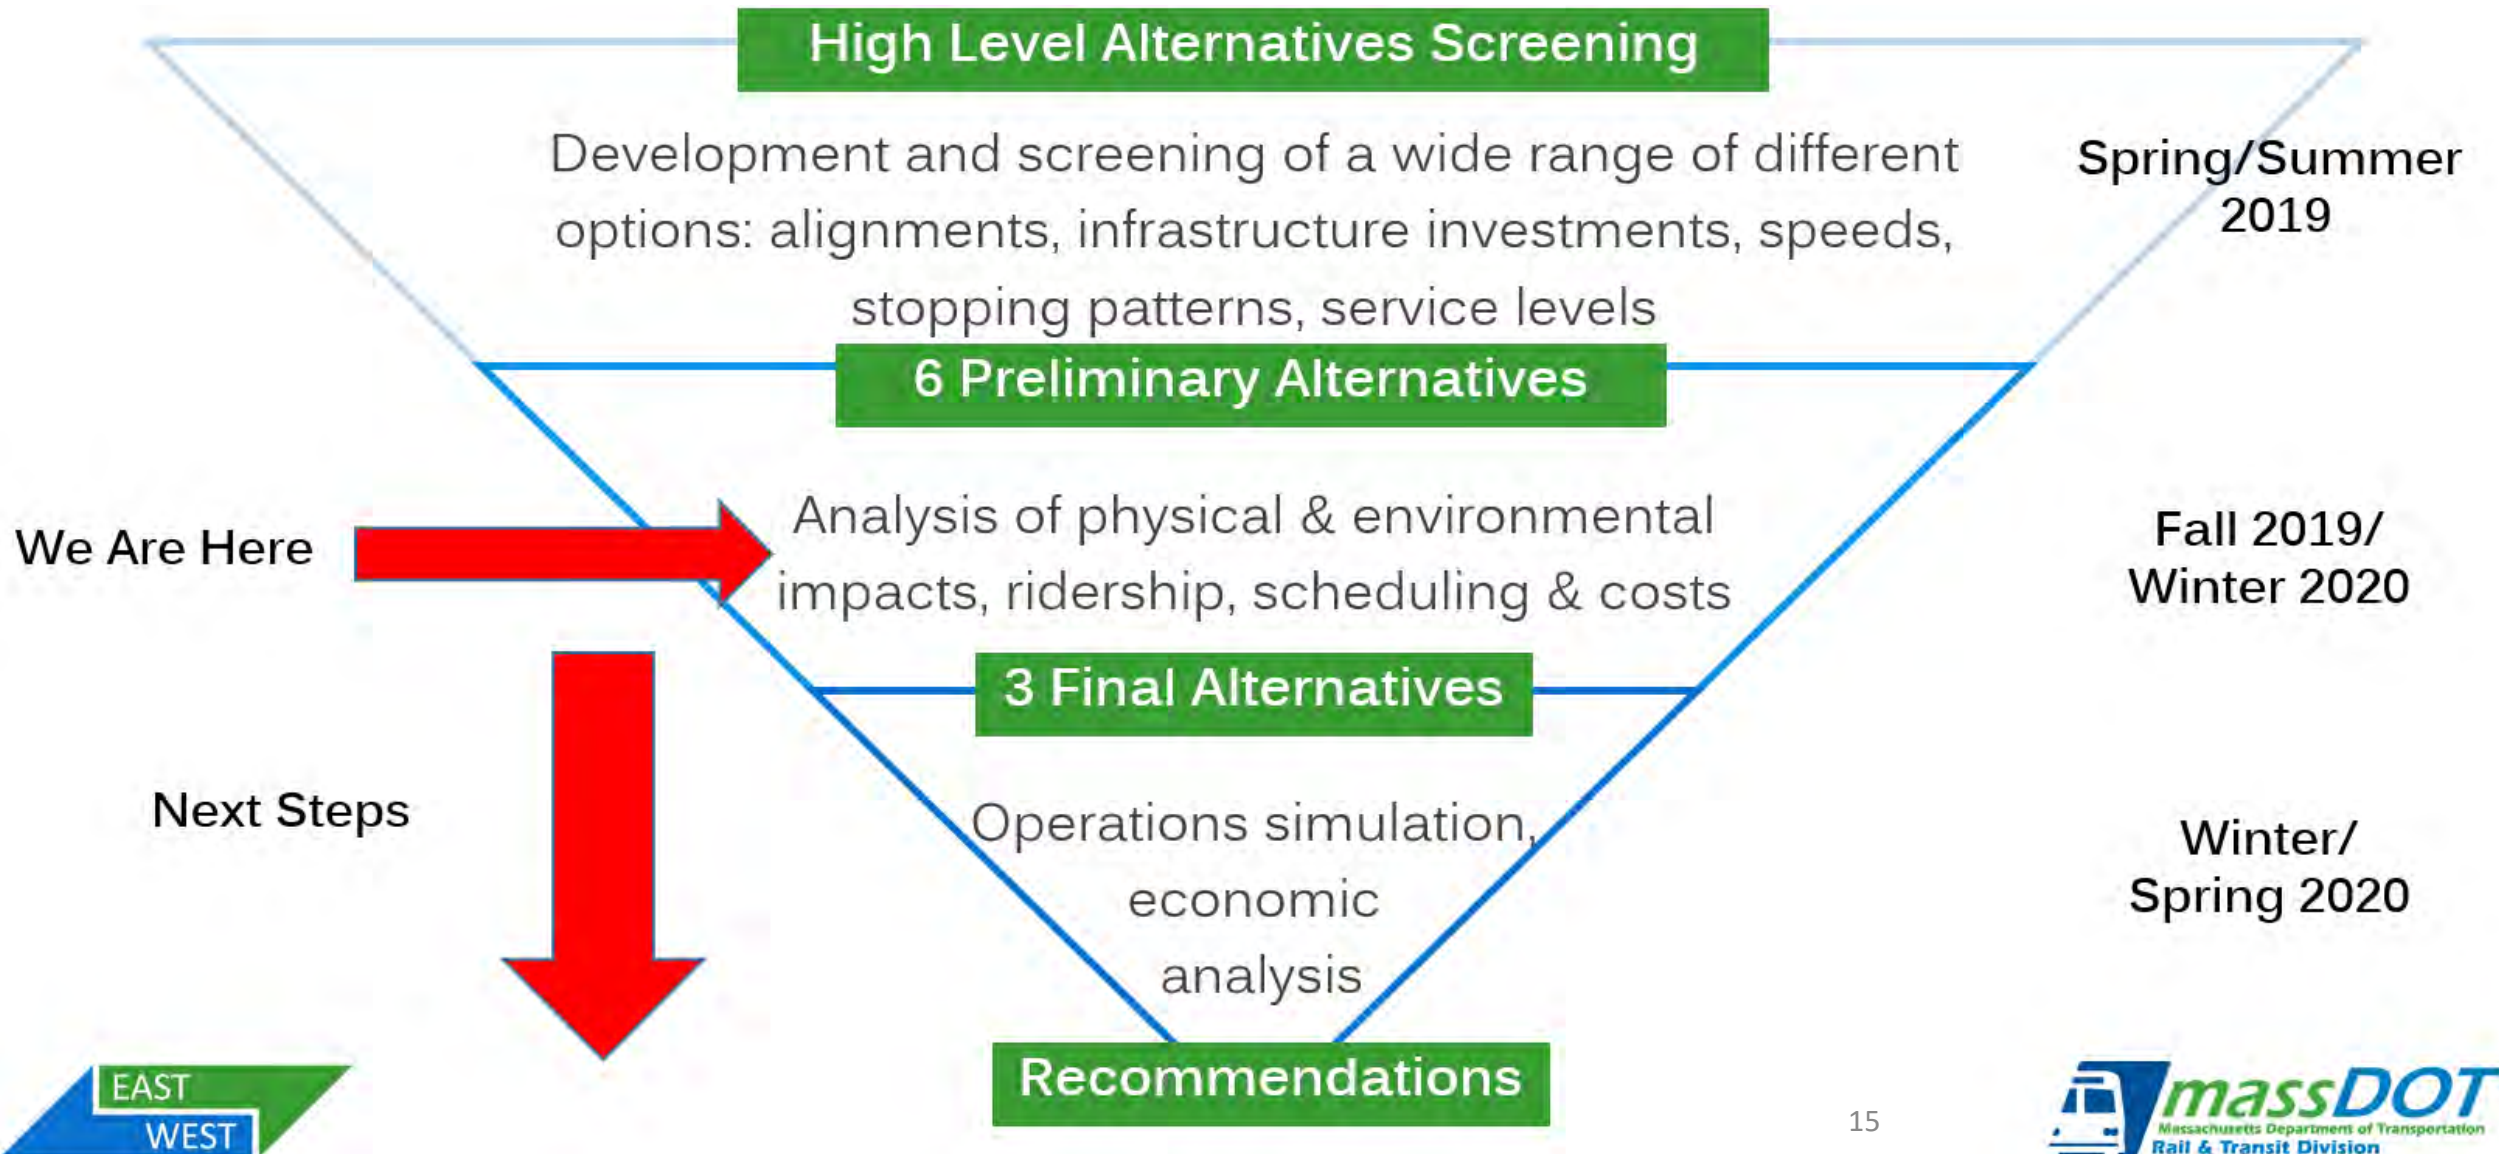 High Level Alternatives Screening
Development and screening of a wide range of different
options: alignments, infrastructure investments, speeds,
stopping patterns, service levels
Spring/Summer
2019
6 Preliminary Alternatives
We Are Here
Analysis of physical & environmental
impacts, ridership, scheduling & costs
Fall 2019/
Winter 2020
3 Final Alternatives
Next Steps
Operations simulation,
economic
analysis
Winter/
Spring 2020
Recommendations
EAST
WEST
15
massDOT
Massachusetts Department of Transportation
Rail & Transit Division